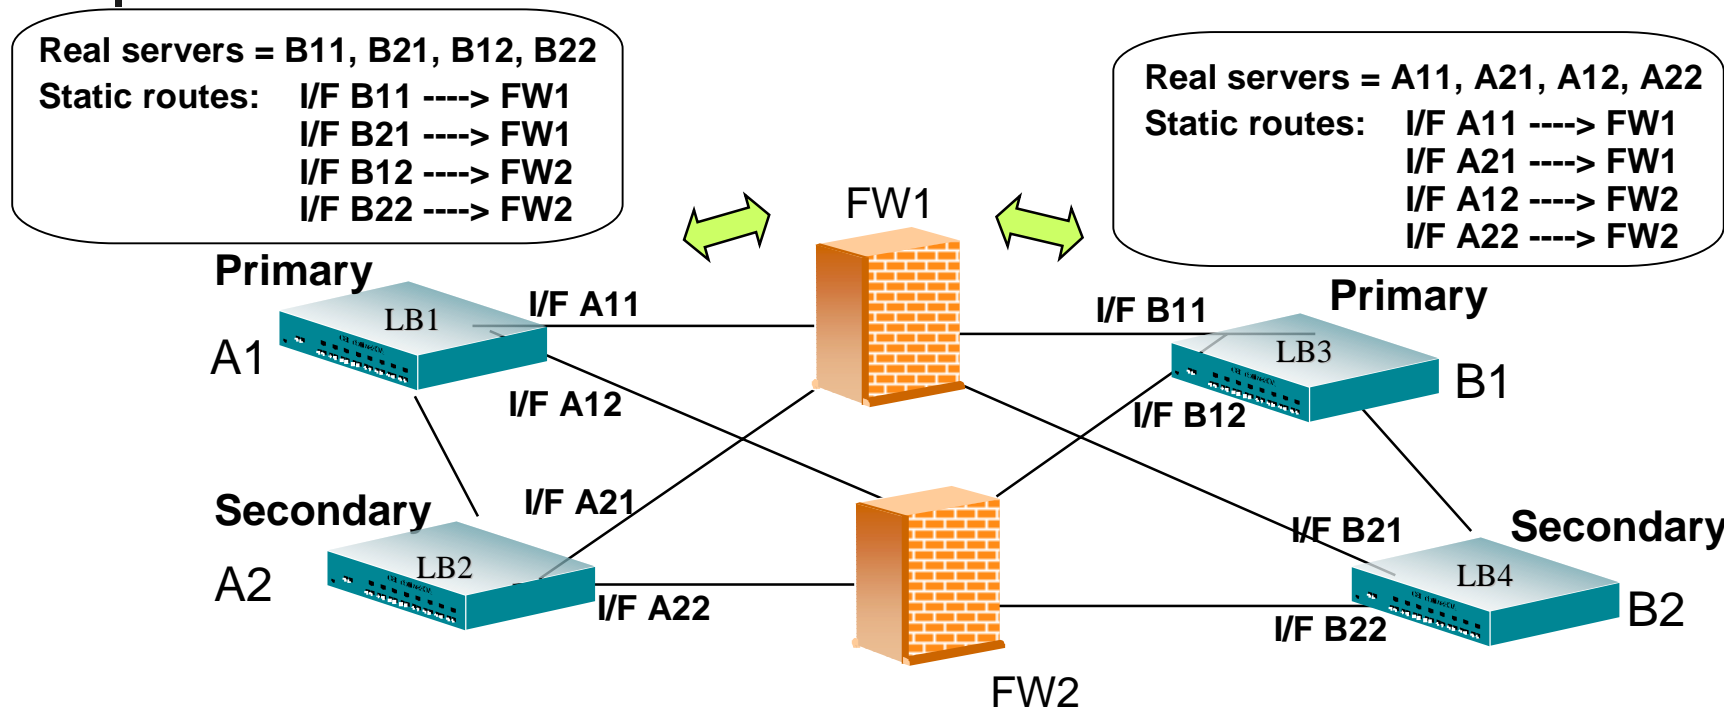 Real servers = B11, B21, B12, B22
Static routes: I/F B11 ----> FW1
I/F B21 ----> FW1
I/F B12 ----> FW2
I/F B22 ----> FW2
Real servers = A11, A21, A12, A22
Static routes: I/F A11 ----> FW1
I/F A21 ----> FW1
I/F A12 ----> FW2
I/F A22 ----> FW2
FW1
Primary
LB1
A1
I/F A11
I/F A12
I/F B11
Primary
LB3
B1
I/F B12
Secondary
LB2
A2
I/F A21
I/F A22
I/F B21
Secondary
LB4
B2
I/F B22
FW2